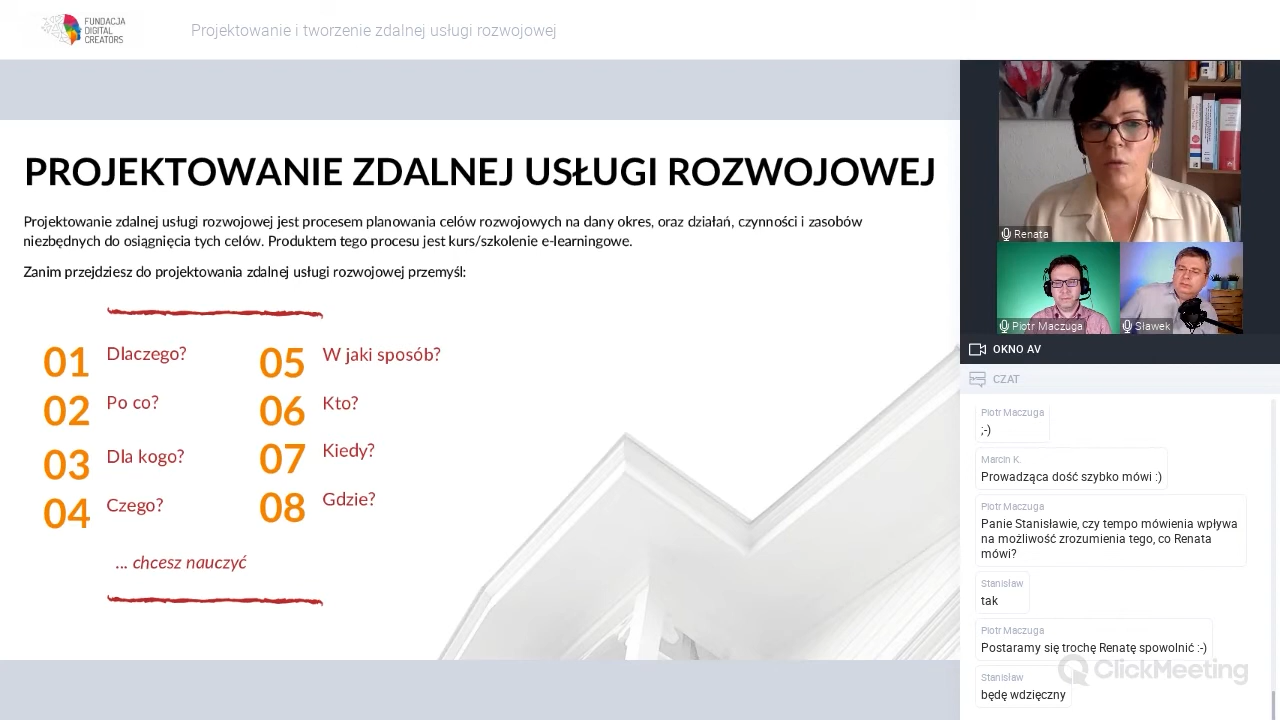 FUNDACJA
DIGITAL
CREATORS
Projektowanie i tworzenie zdalnej usługi rozwojowej
PROJEKTOWANIE ZDALNEJ USŁUGI ROZWOJOWEJ
Projektowanie zdalnej usługi rozwojowej jest procesem planowania celów rozwojowych na dany okres, oraz działań, czynności i zasobów
niezbędnych do osiągnięcia tych celów. Produktem tego procesu jest kurs/szkolenie e-learningowe.
Zanim przejdziesz do projektowania zdalnej usługi rozwojowej przemyśl:
01 Dlaczego?
02 Po co?
03 Dla kogo?
04 Czego?
05 W jaki sposób?
06 Kto?
07 Kiedy?
08 Gdzie?
... chcesz nauczyć
Renata
Piotr Maczuga
Sławek
OKNO AV
CZAT
Piotr Maczuga
;-)
Marcin K.
Prowadząca dość szybko mówi :)
Piotr Maczuga
Panie Stanisławie, czy tempo mówienia wpływa
na możliwość zrozumienia tego, co Renata
mówi?
Stanisław
tak
Piotr Maczuga
Postaramy się trochę Renatę spowolnić :-)
Stanisław
będę wdzięczny
ClickMeeting